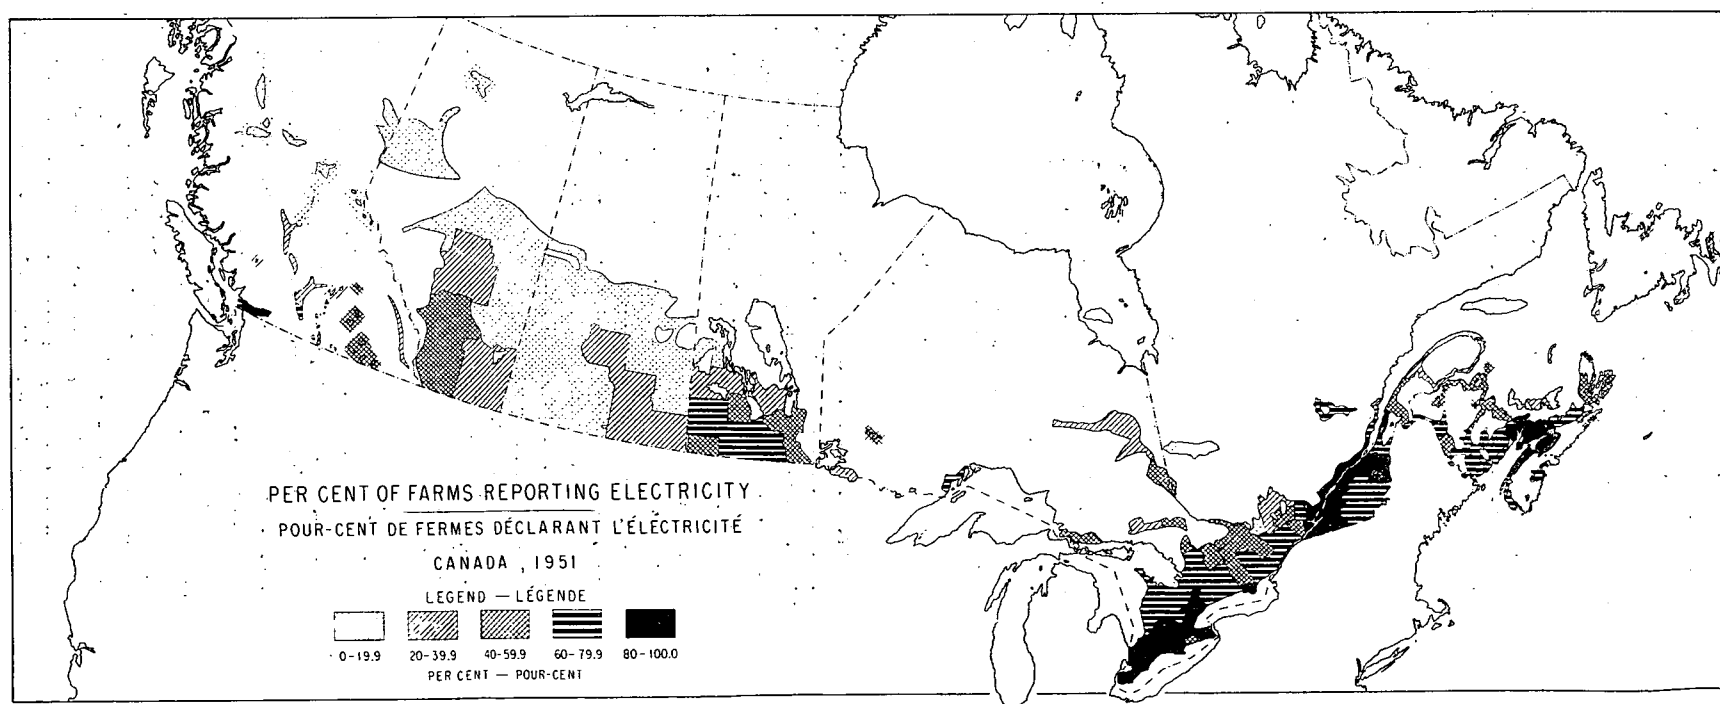 PER CENT OF FARMS REPORTING ELECTRICITY
POUR-CENT DE FERMES DÉCLARANT L'ÉLECTRICITÉ
CANADA, 1951
LEGEND — LÉGENDE
0-19.9 20-39.9 40-59.9 60-79.9 80-100.0
PER CENT — POUR-CENT